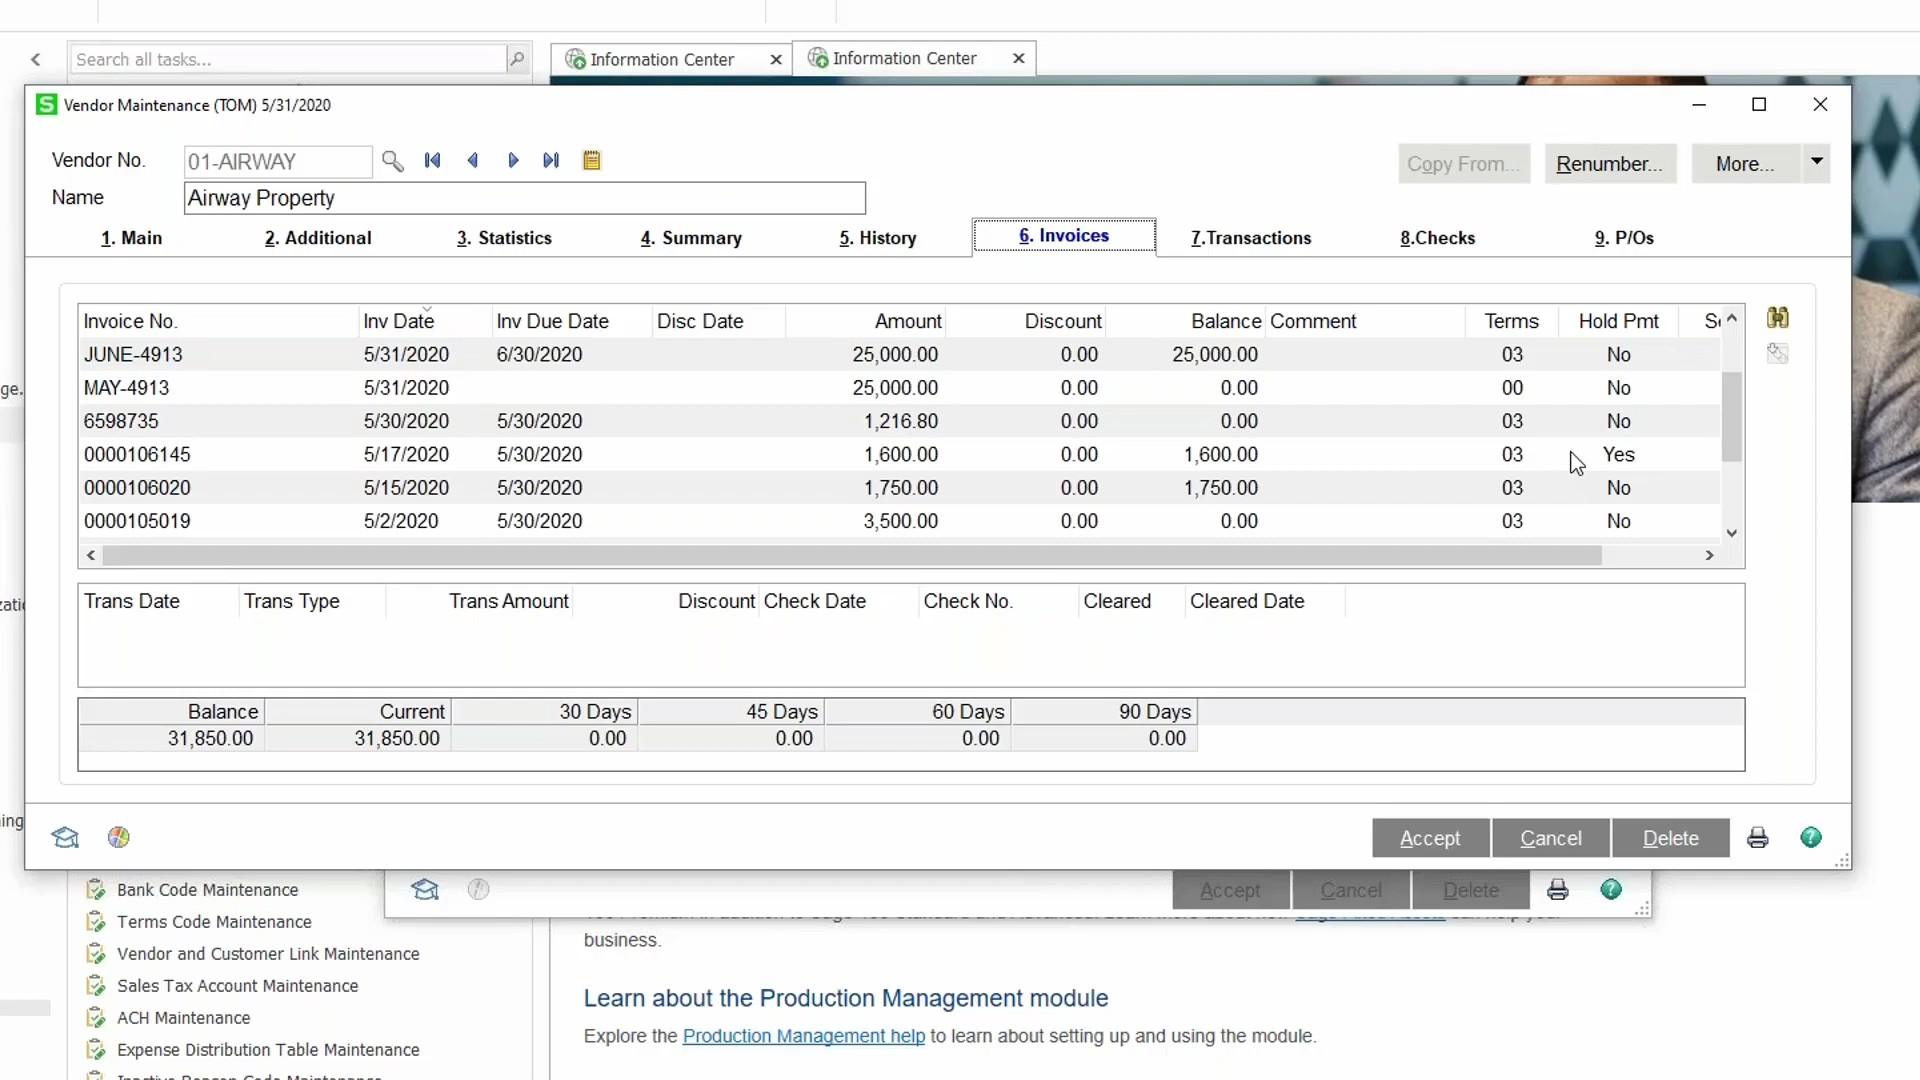 Search all tasks...
Information Center
Information Center
Vendor Maintenance (TOM) 5/31/2020
Vendor No. 01-AIRWAY
Copy From... Renumber... More...
Name Airway Property
1. Main 2. Additional 3. Statistics 4. Summary 5. History 6. Invoices 7.Transactions 8.Checks 9. P/Os
Invoice No. Inv Date Inv Due Date Disc Date Amount Discount Balance Comment Terms Hold Pmt
JUNE-4913 5/31/2020 6/30/2020 25,000.00 0.00 25,000.00 03 No
MAY-4913 5/31/2020 25,000.00 0.00 0.00 00 No
6598735 5/30/2020 5/30/2020 1,216.80 0.00 0.00 03 No
0000106145 5/17/2020 5/30/2020 1,600.00 0.00 1,600.00 03 Yes
0000106020 5/15/2020 5/30/2020 1,750.00 0.00 1,750.00 03 No
0000105019 5/2/2020 5/30/2020 3,500.00 0.00 0.00 03 No
Trans Date Trans Type Trans Amount Discount Check Date Check No. Cleared Cleared Date
Balance Current 30 Days 45 Days 60 Days 90 Days
31,850.00 31,850.00 0.00 0.00 0.00 0.00
Accept Cancel Delete
Accept Cancel Delete
Bank Code Maintenance
Terms Code Maintenance
Vendor and Customer Link Maintenance
Sales Tax Account Maintenance
ACH Maintenance
Expense Distribution Table Maintenance
business.
Learn about the Production Management module
Explore the Production Management help to learn about setting up and using the module.